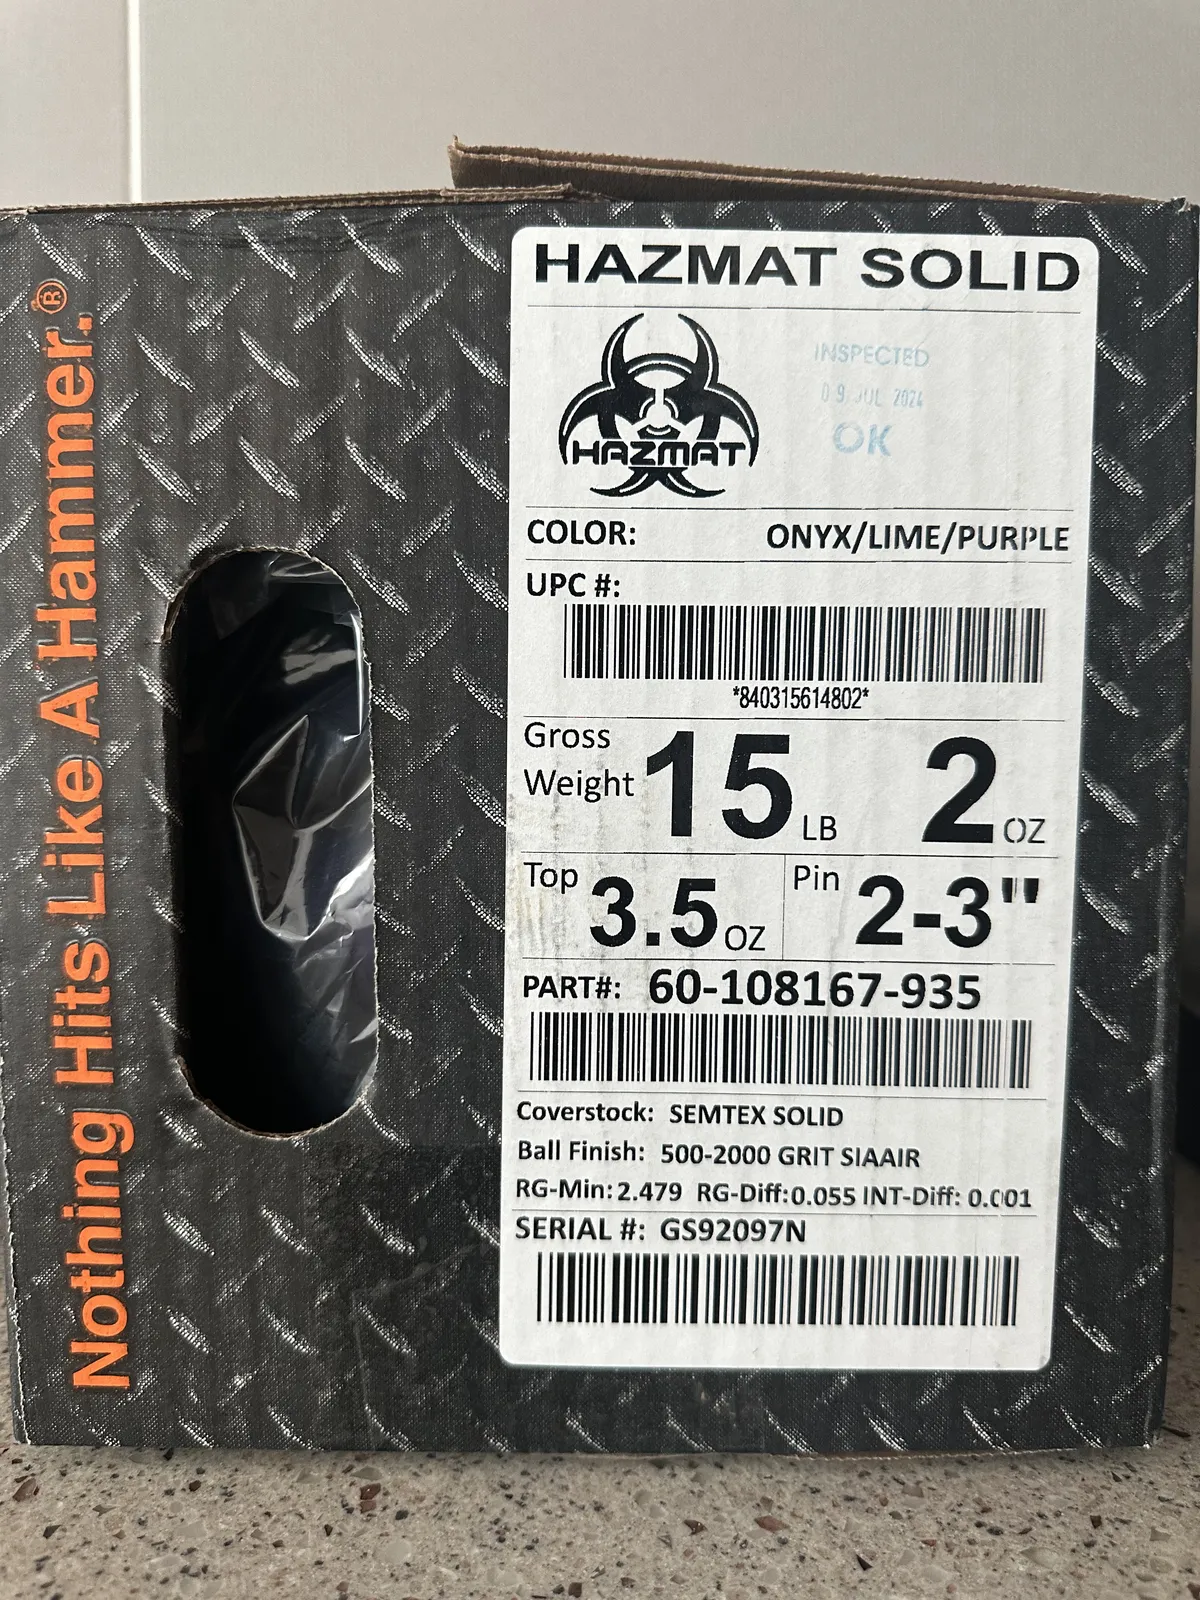 Nothing Hits Like A Hammer.®
HAZMAT SOLID
HAZMAT
INSPECTED
09 JUL 2024
OK
COLOR: ONYX/LIME/PURPLE
UPC #:
*840315614802*
Gross
Weight 15 LB 2 OZ
Top 3.5 OZ Pin 2-3"
PART#: 60-108167-935
Coverstock: SEMTEX SOLID
Ball Finish: 500-2000 GRIT SIAAIR
RG-Min: 2.479 RG-Diff: 0.055 INT-Diff: 0.001
SERIAL #: GS92097N